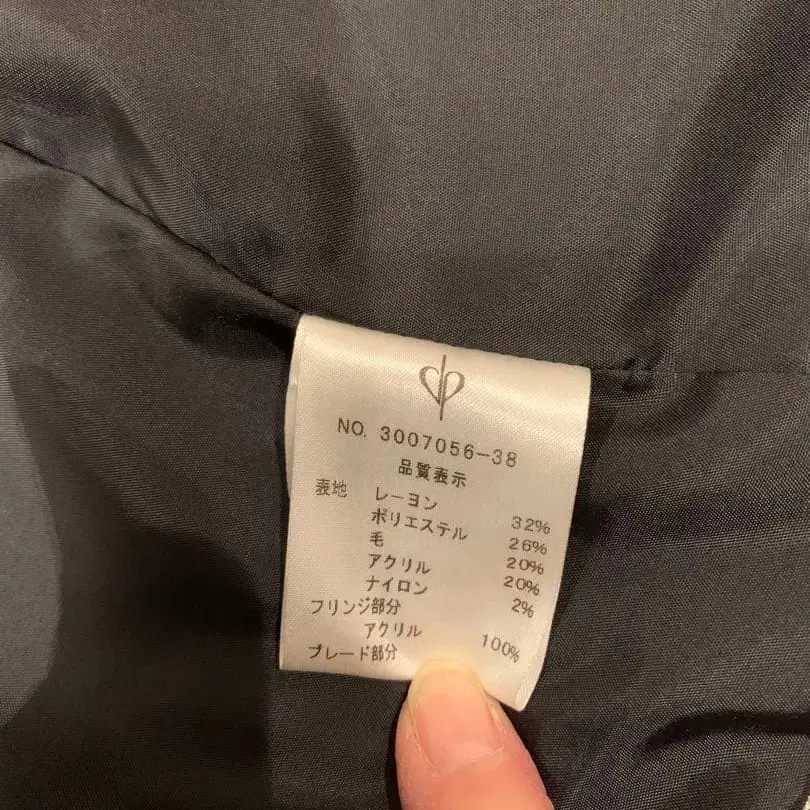 NO. 3007056-38
品質表示
表地 レーヨン 32%
ポリエステル 26%
毛 20%
アクリル 20%
ナイロン 2%
フリンジ部分
アクリル 100%
ブレード部分